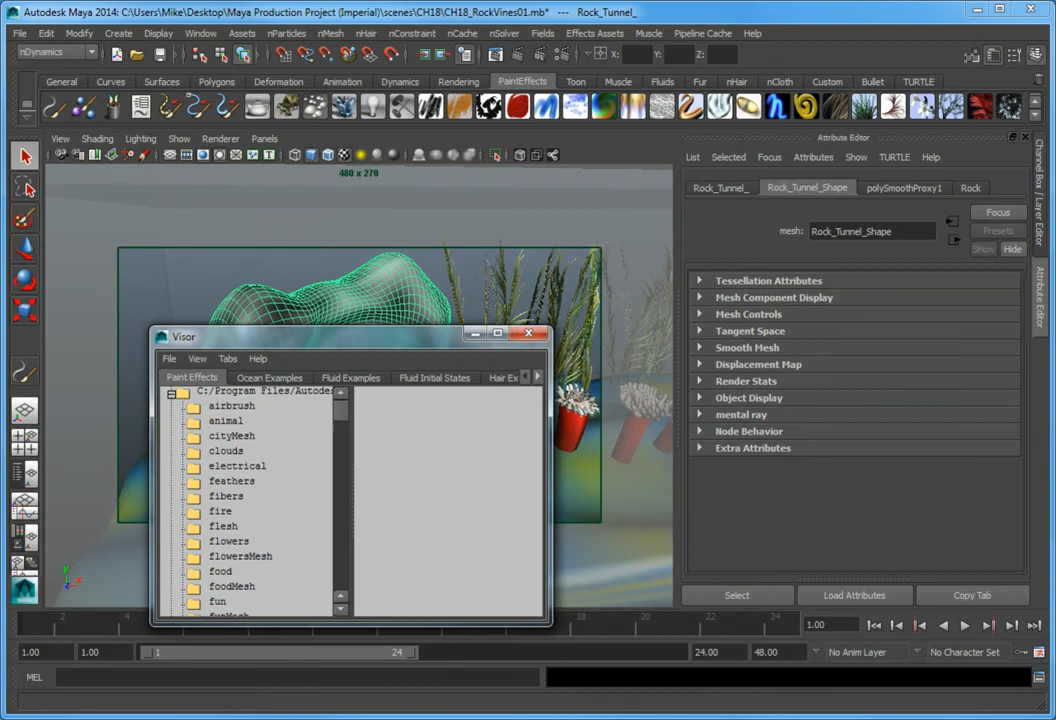 Autodesk Maya 2014: C:\Users\Mike\Desktop\Maya Production Project (Imperial)\scenes\CH18\CH18_RockVines01.mb* --- Rock_Tunnel_
File Edit Modify Create Display Window Assets nParticles nMesh nHair nConstraint nCache nSolver Fields Effects Assets Muscle Pipeline Cache Help
nDynamics X: Y: Z:
General Curves Surfaces Polygons Deformation Animation Dynamics Rendering PaintEffects Toon Muscle Fluids Fur nHair nCloth Custom Bullet TURTLE
View Shading Lighting Show Renderer Panels
480 x 270
Attribute Editor
List Selected Focus Attributes Show TURTLE Help
Rock_Tunnel_ Rock_Tunnel_Shape polySmoothProxy1 Rock
Focus
mesh: Rock_Tunnel_Shape
Presets
Show Hide
Tessellation Attributes
Mesh Component Display
Mesh Controls
Tangent Space
Smooth Mesh
Displacement Map
Render Stats
Object Display
mental ray
Node Behavior
Extra Attributes
Select Load Attributes Copy Tab
Channel Box / Layer Editor
Attribute Editor
Visor
File View Tabs Help
Paint Effects Ocean Examples Fluid Examples Fluid Initial States Hair Ex
C:/Program Files/Autode
airbrush
animal
cityMesh
clouds
electrical
feathers
fibers
fire
flesh
flowers
flowersMesh
food
foodMesh
fun
funMesh
y
x
2 4 18 20 22 24 1.00
1.00 1.00 1 24 24.00 48.00 No Anim Layer No Character Set
MEL